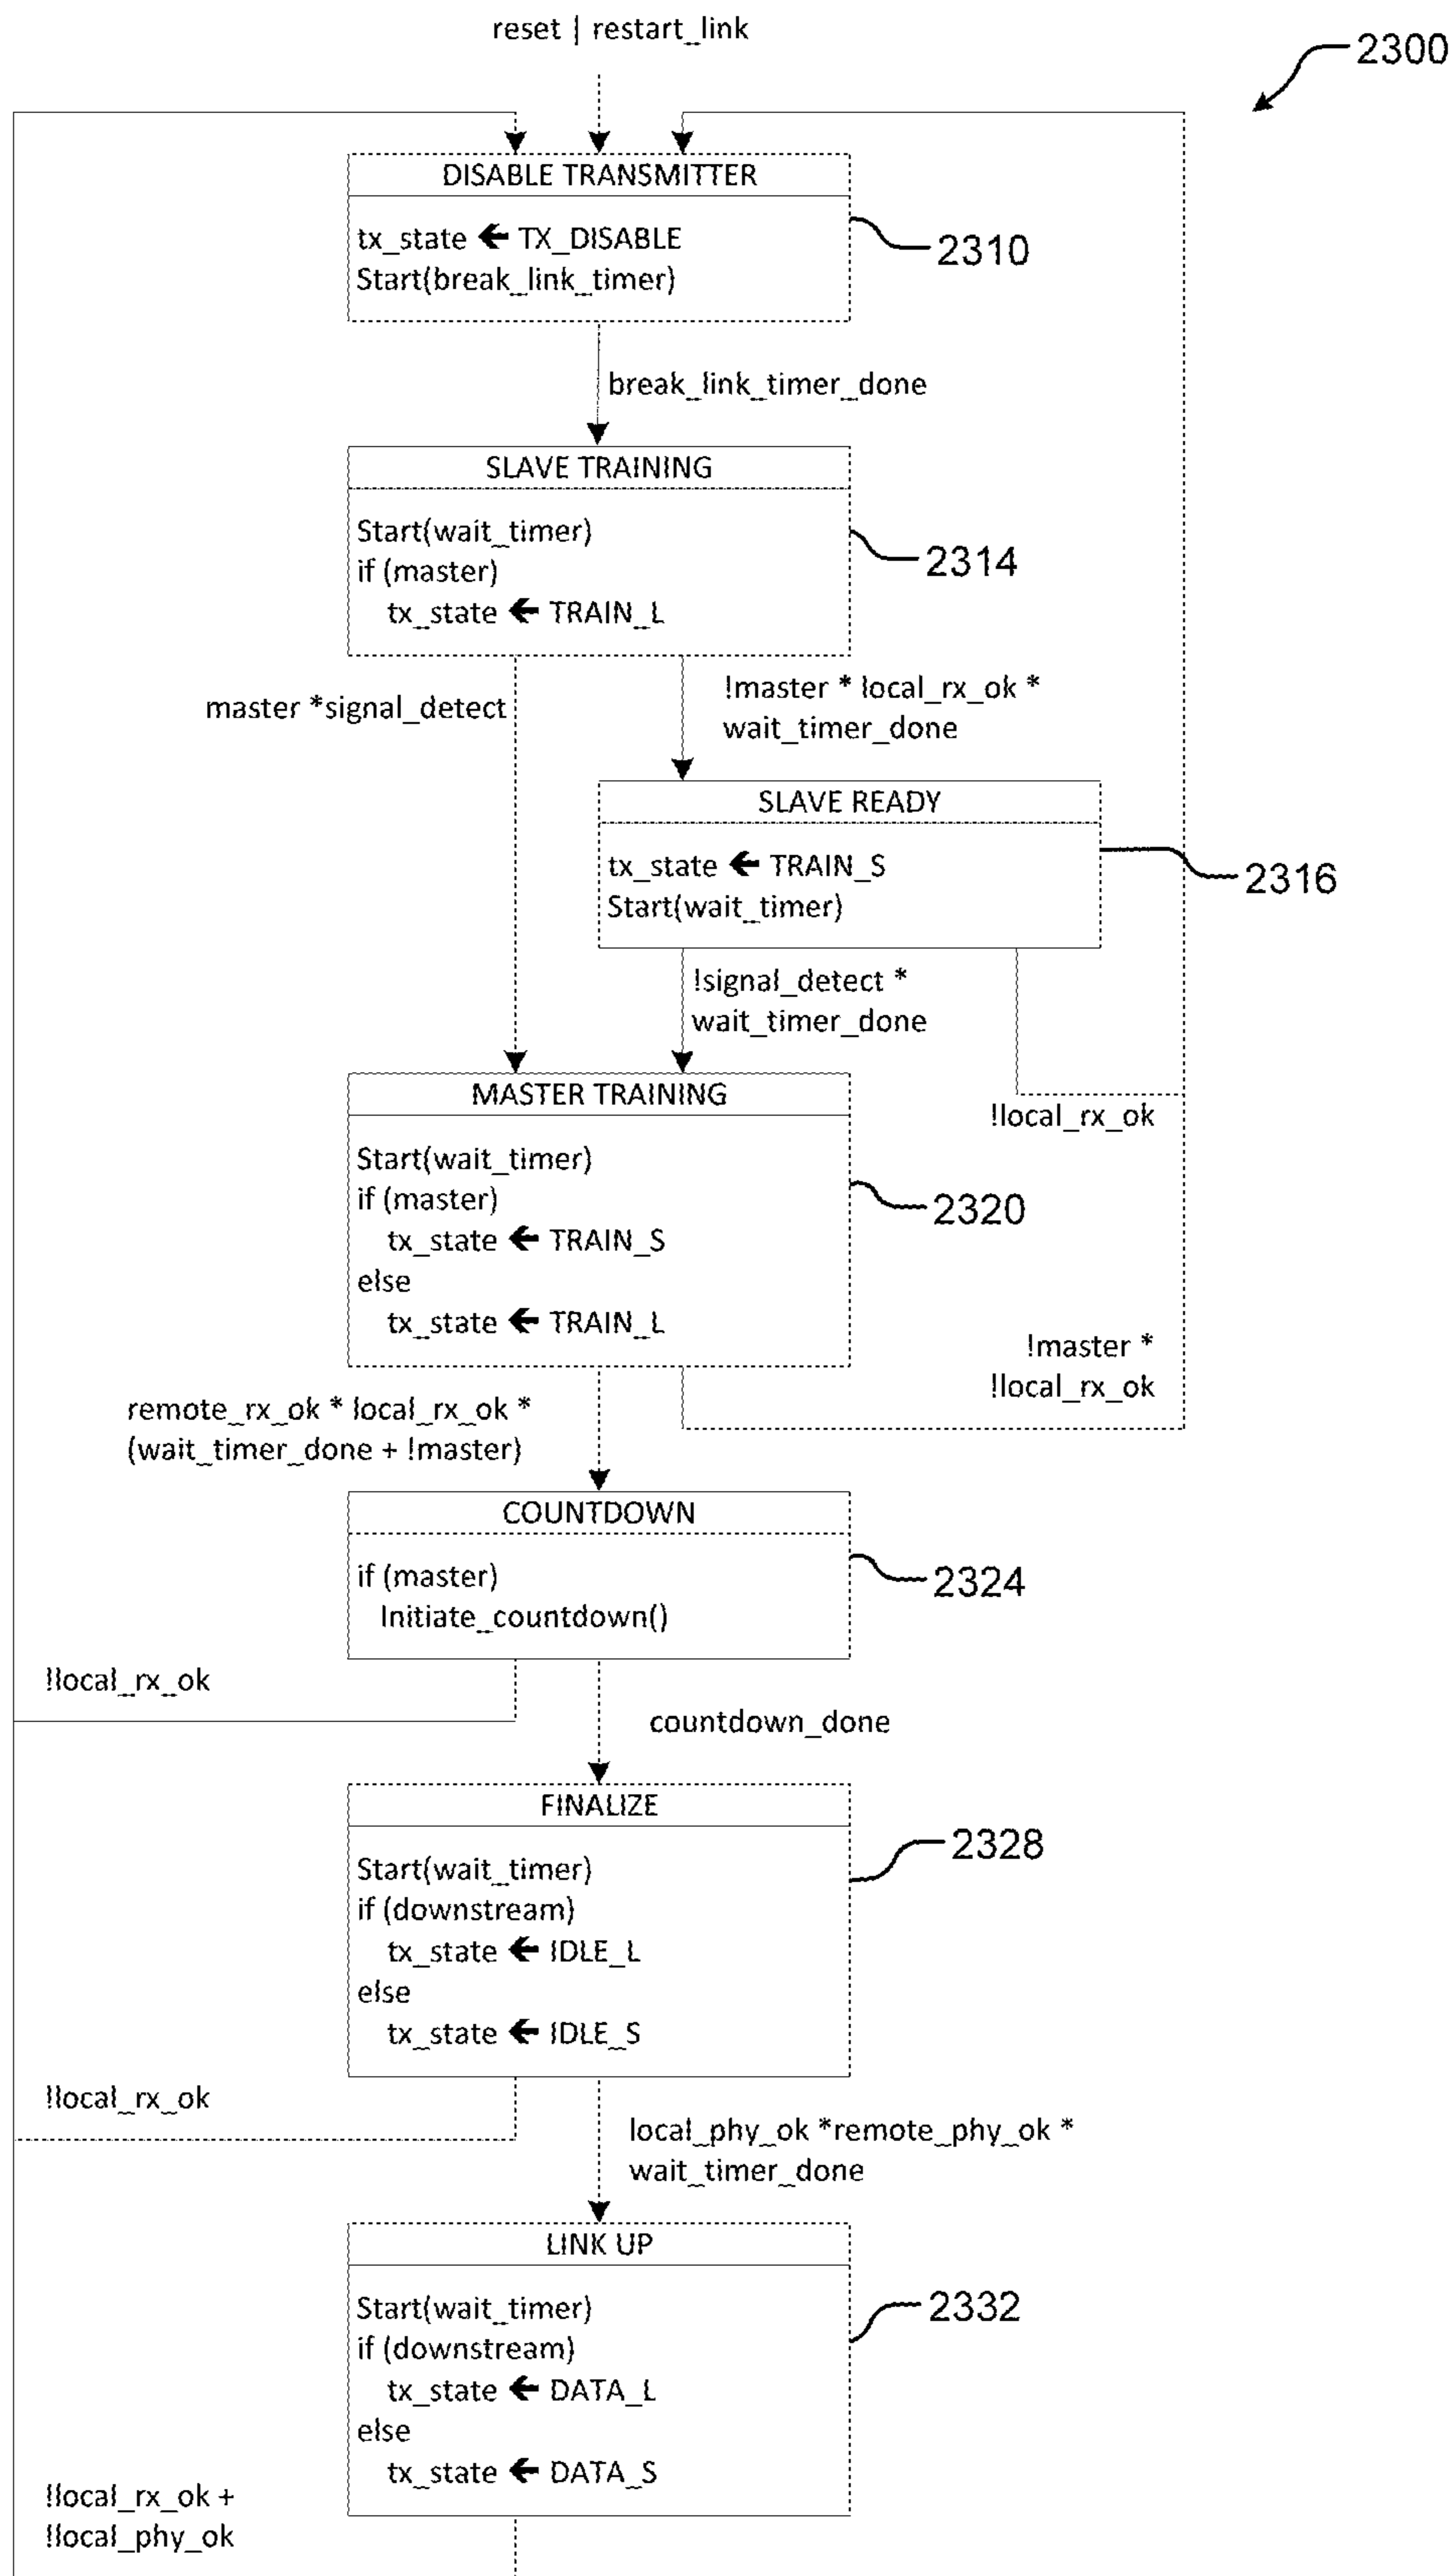 reset | restart_link
2300
DISABLE TRANSMITTER
tx_state ← TX_DISABLE
Start(break_link_timer)
2310
break_link_timer_done
SLAVE TRAINING
Start(wait_timer)
if (master)
tx_state ← TRAIN_L
2314
master *signal_detect
!master * local_rx_ok *
wait_timer_done
SLAVE READY
tx_state ← TRAIN_S
Start(wait_timer)
2316
!signal_detect *
wait_timer_done
!local_rx_ok
MASTER TRAINING
Start(wait_timer)
if (master)
tx_state ← TRAIN_S
else
tx_state ← TRAIN_L
2320
!master *
!local_rx_ok
remote_rx_ok * local_rx_ok *
(wait_timer_done + !master)
COUNTDOWN
if (master)
Initiate_countdown()
2324
!local_rx_ok
countdown_done
FINALIZE
Start(wait_timer)
if (downstream)
tx_state ← IDLE_L
else
tx_state ← IDLE_S
2328
!local_rx_ok
local_phy_ok *remote_phy_ok *
wait_timer_done
LINK UP
Start(wait_timer)
if (downstream)
tx_state ← DATA_L
else
tx_state ← DATA_S
2332
!local_rx_ok +
!local_phy_ok